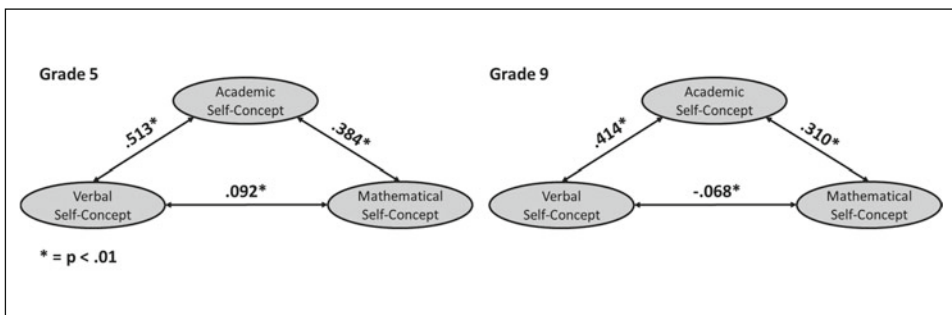 Grade 5
Academic
Self-Concept
.513*
.384*
Verbal
Self-Concept
.092*
Mathematical
Self-Concept
* = p < .01
Grade 9
Academic
Self-Concept
.414*
.310*
Verbal
Self-Concept
-.068*
Mathematical
Self-Concept